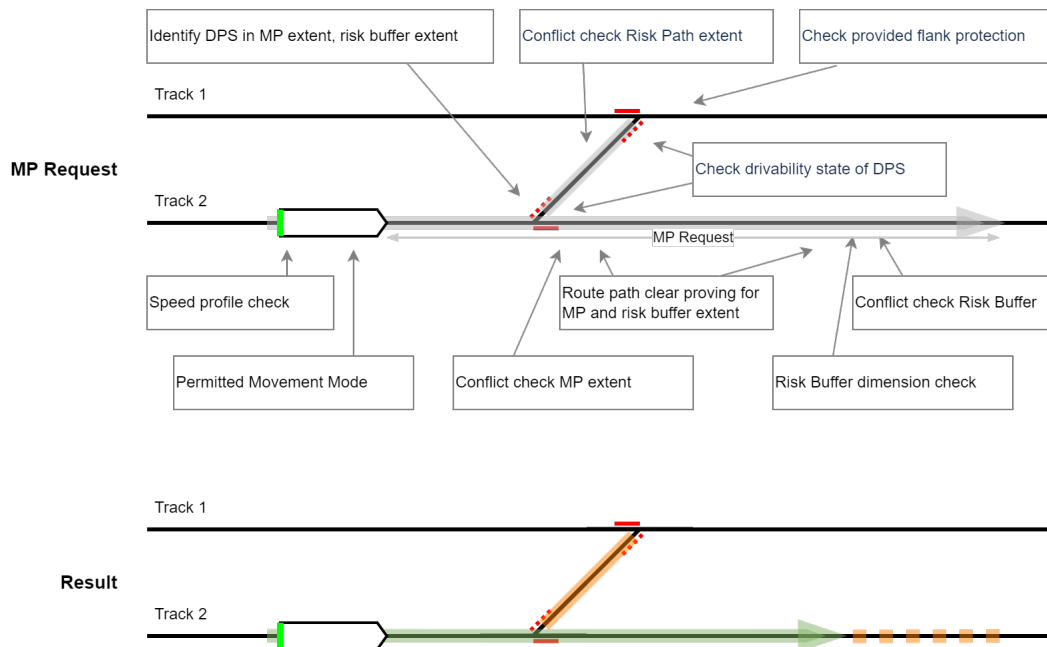 Identify DPS in MP extent, risk buffer extent
Conflict check Risk Path extent
Check provided flank protection
Track 1
MP Request
Check drivability state of DPS
Track 2
MP Request
Speed profile check
Route path clear proving for
MP and risk buffer extent
Conflict check Risk Buffer
Permitted Movement Mode
Conflict check MP extent
Risk Buffer dimension check
Track 1
Result
Track 2